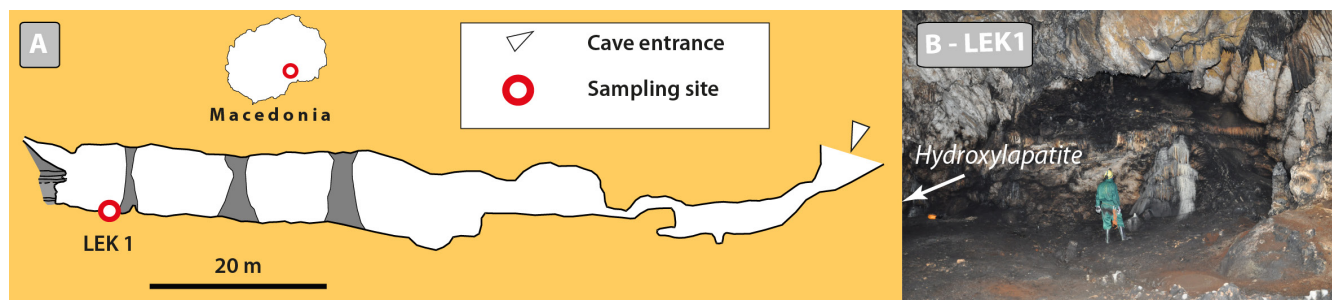 A
Macedonia
Cave entrance
Sampling site
LEK 1
20 m
B - LEK1
Hydroxylapatite